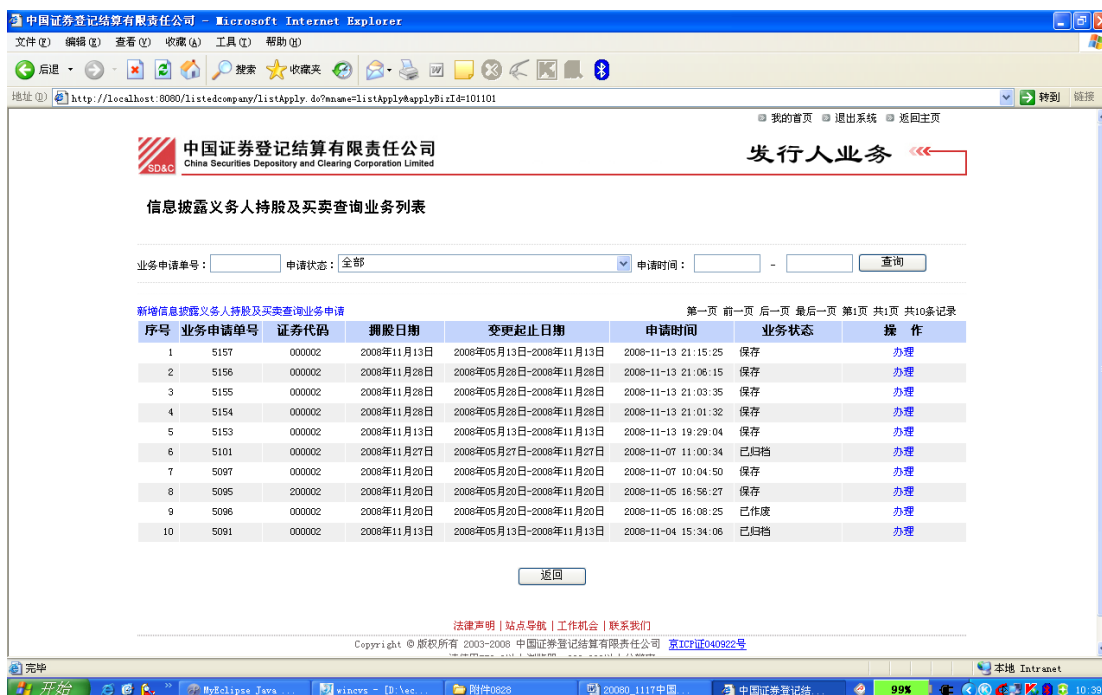 中国证券登记结算有限责任公司 - Microsoft Internet Explorer
文件(F) 编辑(E) 查看(V) 收藏(A) 工具(T) 帮助(H)
后退 搜索 收藏夹
地址(D) http://localhost:8080/listedcompany/listApply.do?mname=listApply&applyBizId=101101 转到 链接
我的首页 退出系统 返回主页
SD&C 中国证券登记结算有限责任公司 发行人业务
China Securities Depository and Clearing Corporation Limited
信息披露义务人持股及买卖查询业务列表
业务申请单号: 申请状态: 全部 申请时间: - 查询
新增信息披露义务人持股及买卖查询业务申请 第一页 前一页 后一页 最后一页 第1页 共1页 共10条记录
序号 业务申请单号 证券代码 拥股日期 变更起止日期 申请时间 业务状态 操 作
1 5157 000002 2008年11月13日 2008年05月13日-2008年11月13日 2008-11-13 21:15:25 保存 办理
2 5156 000002 2008年11月28日 2008年05月28日-2008年11月28日 2008-11-13 21:06:15 保存 办理
3 5155 000002 2008年11月28日 2008年05月28日-2008年11月28日 2008-11-13 21:03:35 保存 办理
4 5154 000002 2008年11月28日 2008年05月28日-2008年11月28日 2008-11-13 21:01:32 保存 办理
5 5153 000002 2008年11月13日 2008年05月13日-2008年11月13日 2008-11-13 19:29:04 保存 办理
6 5101 000002 2008年11月27日 2008年05月27日-2008年11月27日 2008-11-07 11:00:34 已归档 办理
7 5097 000002 2008年11月20日 2008年05月20日-2008年11月20日 2008-11-07 10:04:50 保存 办理
8 5095 200002 2008年11月20日 2008年05月20日-2008年11月20日 2008-11-05 16:56:27 保存 办理
9 5096 000002 2008年11月20日 2008年05月20日-2008年11月20日 2008-11-05 16:08:25 已作废 办理
10 5091 000002 2008年11月13日 2008年05月13日-2008年11月13日 2008-11-04 15:34:06 已归档 办理
返回
法律声明 | 站点导航 | 工作机会 | 联系我们
Copyright © 版权所有 2003-2008 中国证券登记结算有限责任公司 京ICP证040922号
完毕 本地 Intranet
开始 MyEclipse Java ... wincvs - [D:\ec... 附件0828 20080_1117中国... 中国证券登记结... 99% 10:39